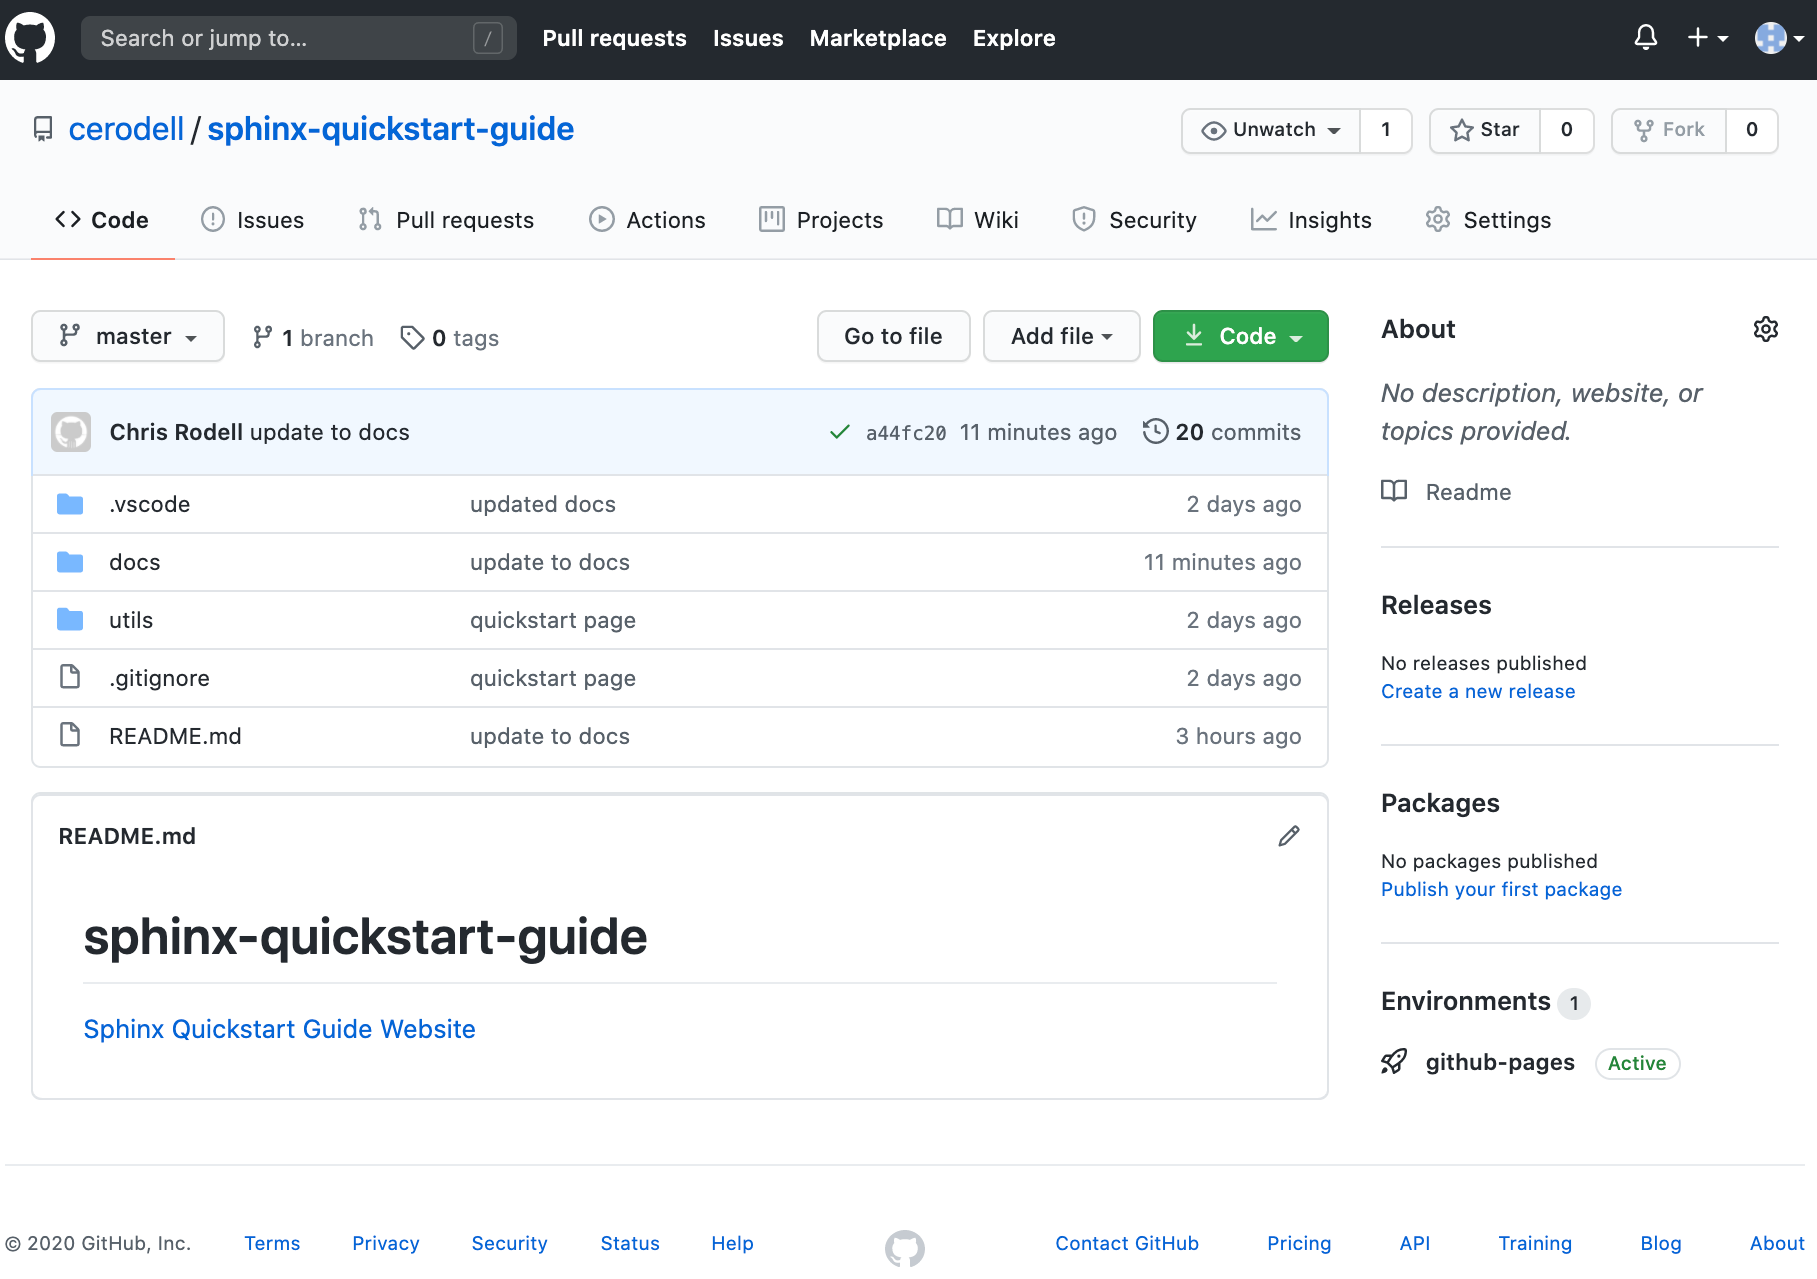 Search or jump to... / Pull requests Issues Marketplace Explore
cerodell / sphinx-quickstart-guide Unwatch 1 Star 0 Fork 0
Code Issues Pull requests Actions Projects Wiki Security Insights Settings
master 1 branch 0 tags Go to file Add file Code
Chris Rodell update to docs a44fc20 11 minutes ago 20 commits
.vscode updated docs 2 days ago
docs update to docs 11 minutes ago
utils quickstart page 2 days ago
.gitignore quickstart page 2 days ago
README.md update to docs 3 hours ago
README.md
sphinx-quickstart-guide
Sphinx Quickstart Guide Website
About
No description, website, or
topics provided.
Readme
Releases
No releases published
Create a new release
Packages
No packages published
Publish your first package
Environments 1
github-pages Active
© 2020 GitHub, Inc. Terms Privacy Security Status Help Contact GitHub Pricing API Training Blog About